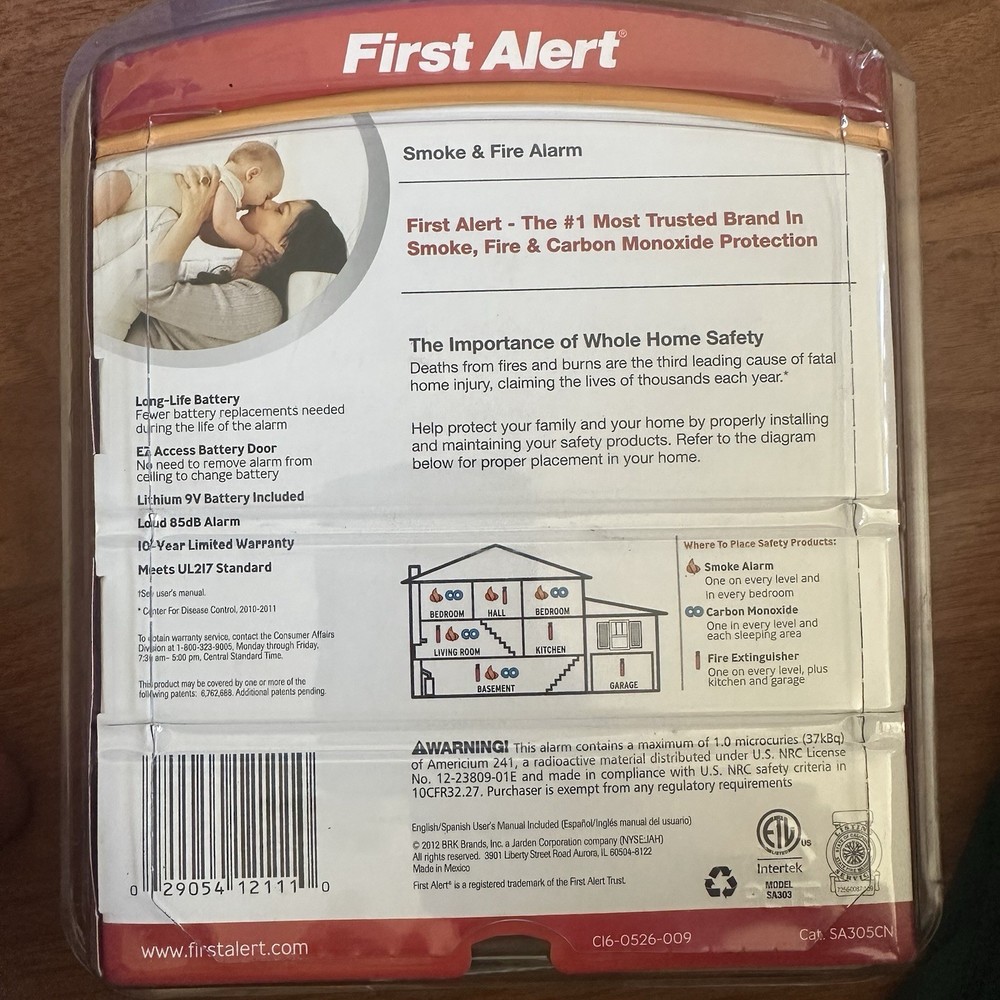 First Alert®
Smoke & Fire Alarm
First Alert - The #1 Most Trusted Brand In
Smoke, Fire & Carbon Monoxide Protection
The Importance of Whole Home Safety
Deaths from fires and burns are the third leading cause of fatal
home injury, claiming the lives of thousands each year.*
Help protect your family and your home by properly installing
and maintaining your safety products. Refer to the diagram
below for proper placement in your home.
Long-Life Battery
Fewer battery replacements needed
during the life of the alarm
EZ Access Battery Door
No need to remove alarm from
ceiling to change battery
Lithium 9V Battery Included
Loud 85dB Alarm
10†-Year Limited Warranty
Meets UL217 Standard
†See user's manual.
* Center For Disease Control, 2010-2011
To obtain warranty service, contact the Consumer Affairs
Division at 1-800-323-9005, Monday through Friday,
7:30 am- 5:00 pm, Central Standard Time.
This product may be covered by one or more of the
following patents: 6,762,688. Additional patents pending.
BEDROOM
HALL
BEDROOM
LIVING ROOM
KITCHEN
BASEMENT
GARAGE
Where To Place Safety Products:
Smoke Alarm
One on every level and
in every bedroom
Carbon Monoxide
One in every level and
each sleeping area
Fire Extinguisher
One on every level, plus
kitchen and garage
WARNING! This alarm contains a maximum of 1.0 microcuries (37kBq)
of Americium 241, a radioactive material distributed under U.S. NRC License
No. 12-23809-01E and made in compliance with U.S. NRC safety criteria in
10CFR32.27. Purchaser is exempt from any regulatory requirements
English/Spanish User's Manual Included (Español/Inglés manual del usuario)
© 2012 BRK Brands, Inc. a Jarden Corporation company (NYSE:JAH)
All rights reserved. 3901 Liberty Street Road Aurora, IL 60504-8122
Made in Mexico
First Alert® is a registered trademark of the First Alert Trust.
ETL
LISTED
US
Intertek
MODEL
SA303
LISTED
SERVICE
0 29054 12111 0
www.firstalert.com
CI6-0526-009
Cat. SA305CN